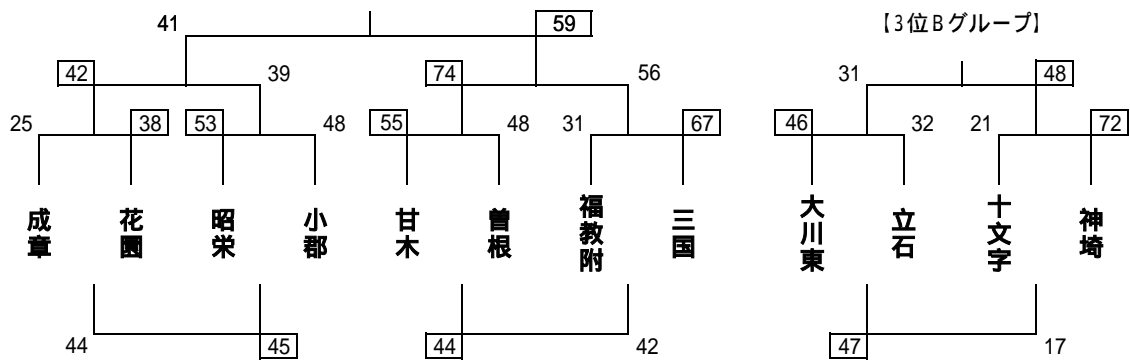 41 59 【3位Bグループ】
42 39 74 56 31 48
25 38 53 48 55 48 31 67 46 32 21 72
成章 花園 昭栄 小郡 甘木 曽根 福教附 三国 大川東 立石 十文字 神埼
44 45 44 42 47 17